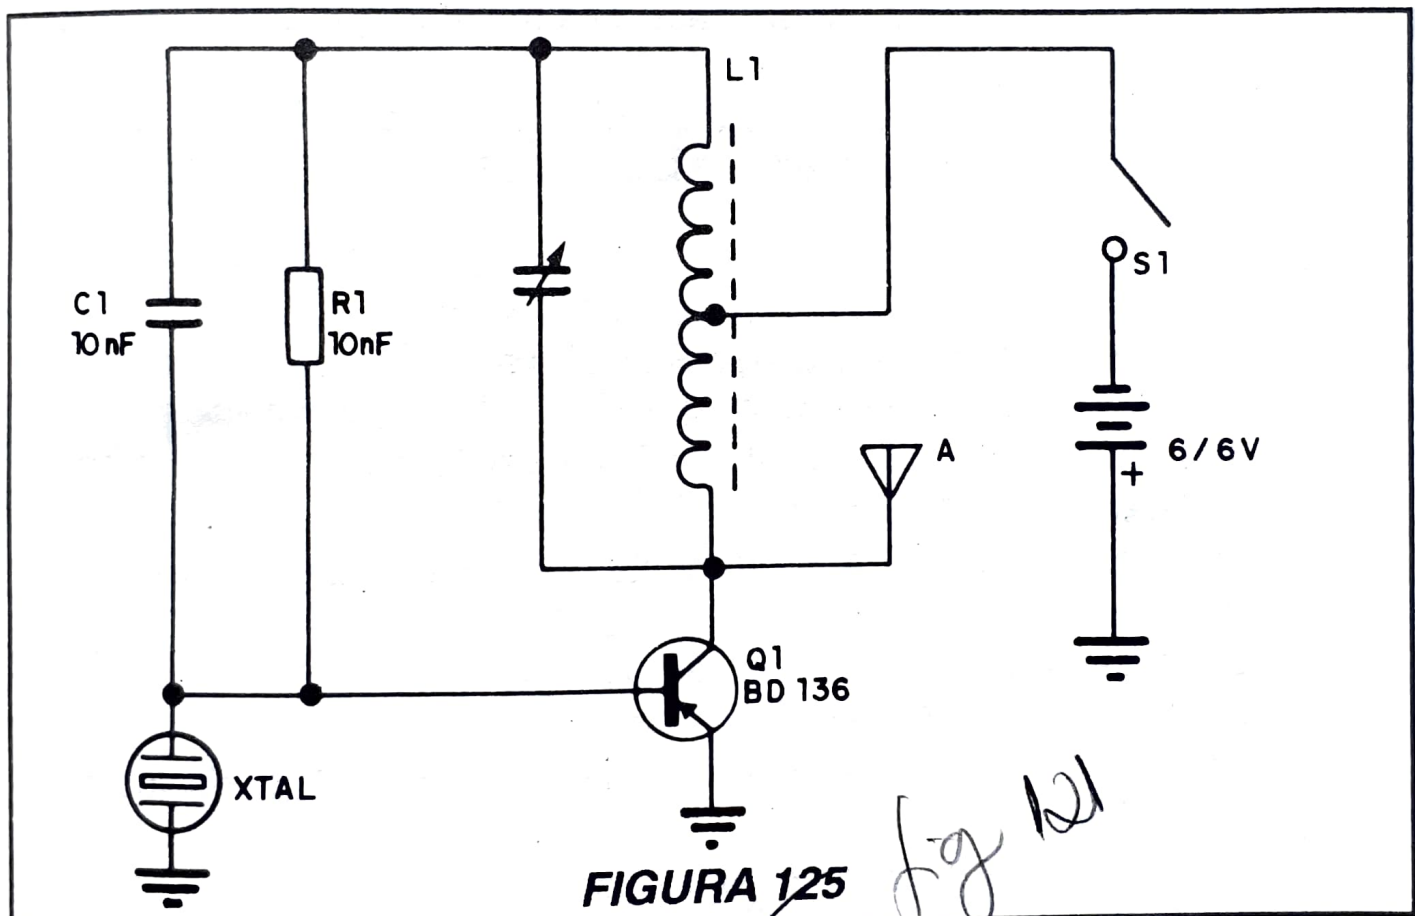 L1
C1
10nF
R1
10nF
S1
A
6/6V
+
Q1
BD 136
XTAL
FIGURA 125
fig 121